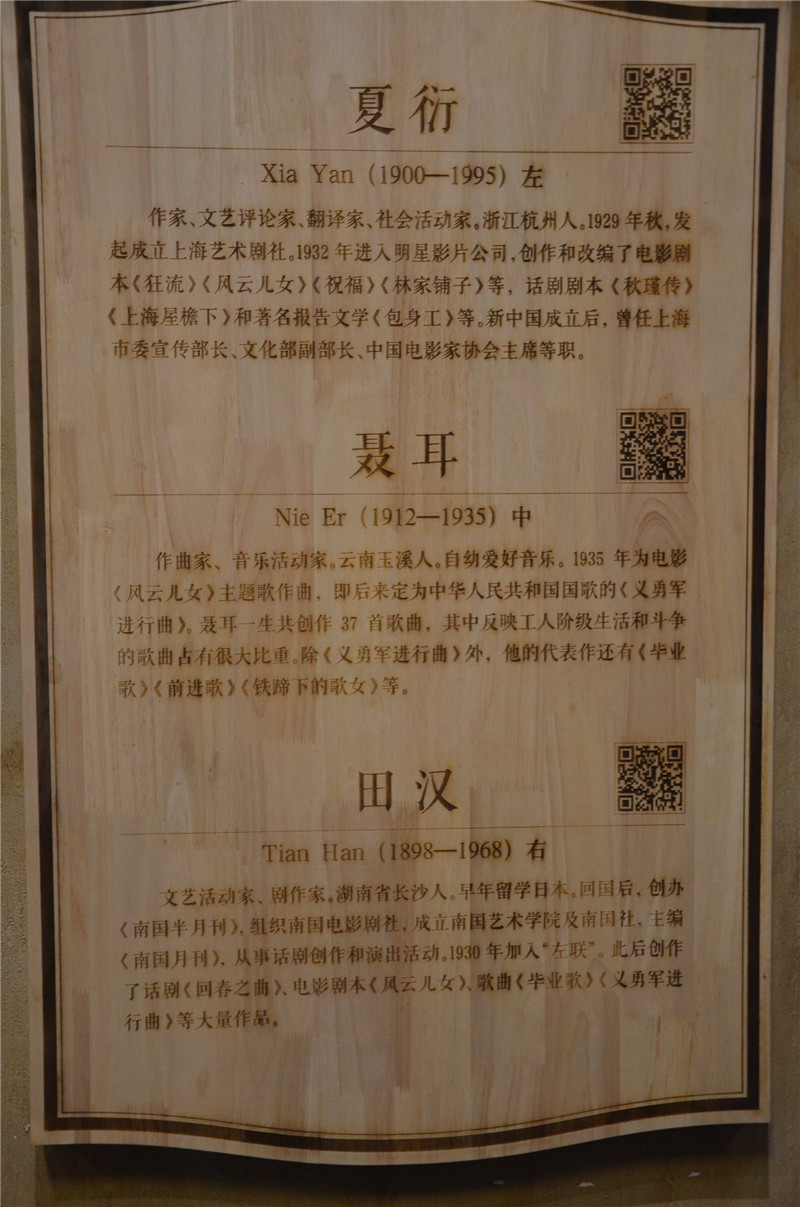 夏衍
Xia Yan (1900—1995) 左
作家、文艺评论家、翻译家、社会活动家。浙江杭州人。1929年秋,发
起成立上海艺术剧社。1932年进入明星影片公司,创作和改编了电影剧
本《狂流》《风云儿女》《祝福》《林家铺子》等,话剧剧本《秋瑾传》
《上海屋檐下》和著名报告文学《包身工》等。新中国成立后,曾任上海
市委宣传部长、文化部副部长、中国电影家协会主席等职。
聂耳
Nie Er (1912—1935) 中
作曲家、音乐活动家。云南玉溪人。自幼爱好音乐。1935年为电影
《风云儿女》主题歌作曲,即后来定为中华人民共和国国歌的《义勇军
进行曲》。聂耳一生共创作37首歌曲,其中反映工人阶级生活和斗争
的歌曲占有很大比重。除《义勇军进行曲》外,他的代表作还有《毕业
歌》《前进歌》《铁蹄下的歌女》等。
田汉
Tian Han (1898—1968) 右
文艺活动家、剧作家。湖南省长沙人。早年留学日本。回国后,创办
《南国半月刊》,组织南国电影剧社,成立南国艺术学院及南国社,主编
《南国月刊》,从事话剧创作和演出活动。1930年加入“左联”。此后创作
了话剧《回春之曲》、电影剧本《风云儿女》、歌曲《毕业歌》《义勇军进
行曲》等大量作品。